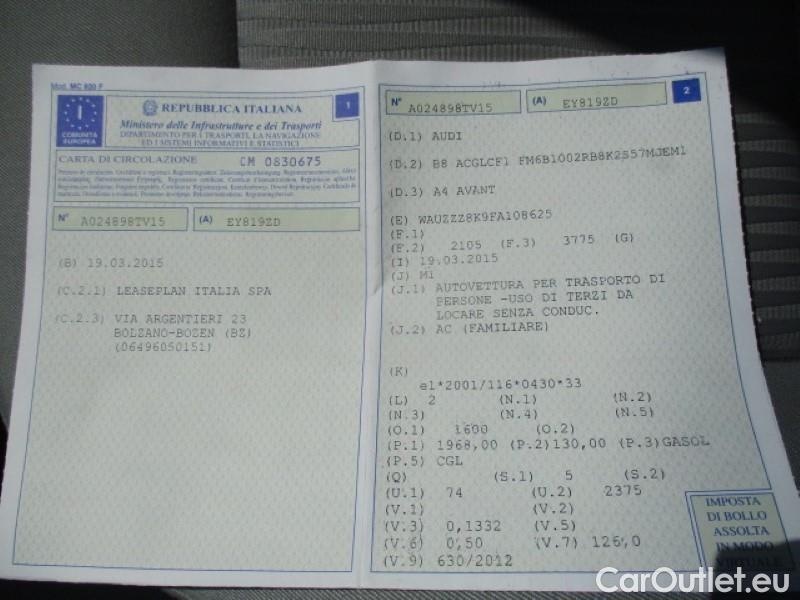 Mod. MC 800 F
I
COMUNITÀ
EUROPEA
REPUBBLICA ITALIANA
1
Ministero delle Infrastrutture e dei Trasporti
DIPARTIMENTO PER I TRASPORTI, LA NAVIGAZIONE
ED I SISTEMI INFORMATIVI E STATISTICI
CARTA DI CIRCOLAZIONE CM 0830675
N° A024898TV15 (A) EY819ZD
(B) 19.03.2015
(C.2.1) LEASEPLAN ITALIA SPA
(C.2.3) VIA ARGENTIERI 23
BOLZANO-BOZEN (BZ)
(06496050151)
N° A024898TV15 (A) EY819ZD
2
(D.1) AUDI
(D.2) B8 ACGLCF1 FM6B1002RB8K2S57MJEM1
(D.3) A4 AVANT
(E) WAUZZZ8K9FA108625
(F.1)
(F.2) 2105 (F.3) 3775 (G)
(I) 19.03.2015
(J) M1
(J.1) AUTOVETTURA PER TRASPORTO DI
PERSONE -USO DI TERZI DA
LOCARE SENZA CONDUC.
(J.2) AC (FAMILIARE)
(K)
e1*2001/116*0430*33
(L) 2 (N.1) (N.2)
(N.3) (N.4) (N.5)
(O.1) 1600 (O.2)
(P.1) 1968,00 (P.2) 130,00 (P.3) GASOL
(P.5) CGL
(Q) (S.1) 5 (S.2)
(U.1) 74 (U.2) 2375
(V.1) (V.2)
(V.3) 0,1332 (V.5)
(V.6) 0,50 (V.7) 126,0
(V.9) 630/2012
IMPOSTA
DI BOLLO
ASSOLTA
IN MODO
VIRTUALE
CarOutlet.eu